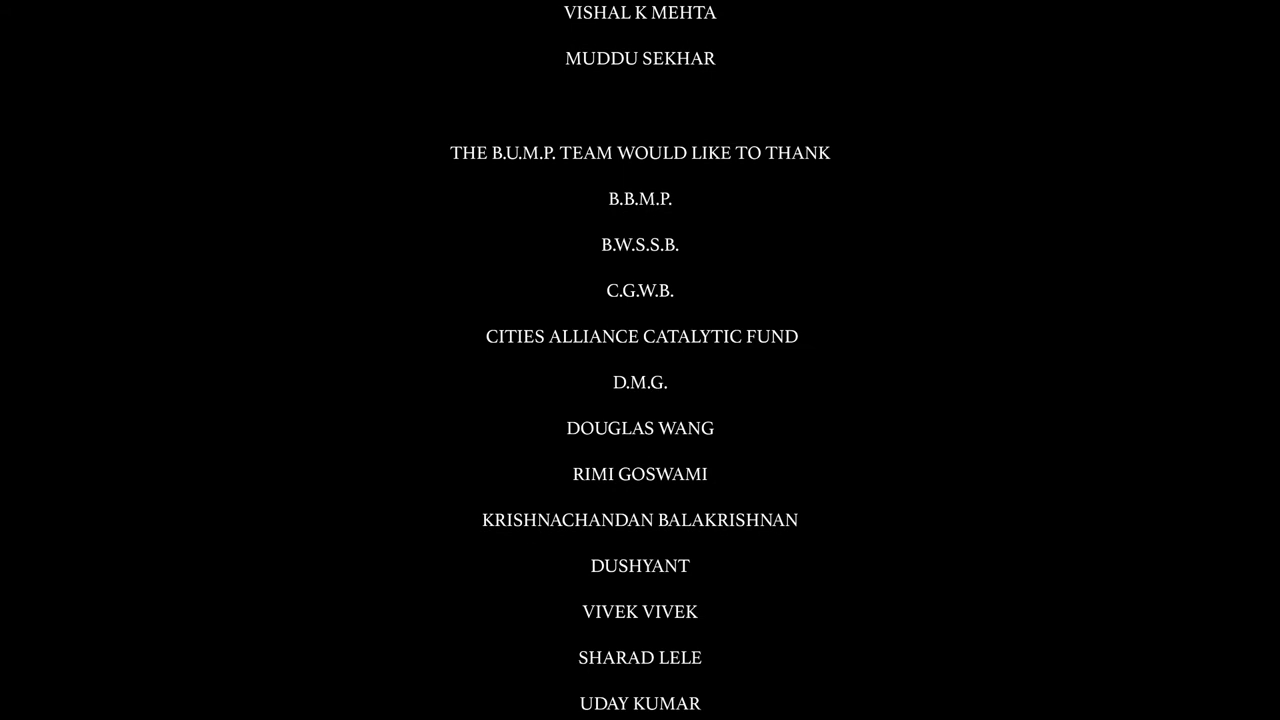 VISHAL K MEHTA
MUDDU SEKHAR
THE B.U.M.P. TEAM WOULD LIKE TO THANK
B.B.M.P.
B.W.S.S.B.
C.G.W.B.
CITIES ALLIANCE CATALYTIC FUND
D.M.G.
DOUGLAS WANG
RIMI GOSWAMI
KRISHNACHANDAN BALAKRISHNAN
DUSHYANT
VIVEK VIVEK
SHARAD LELE
UDAY KUMAR